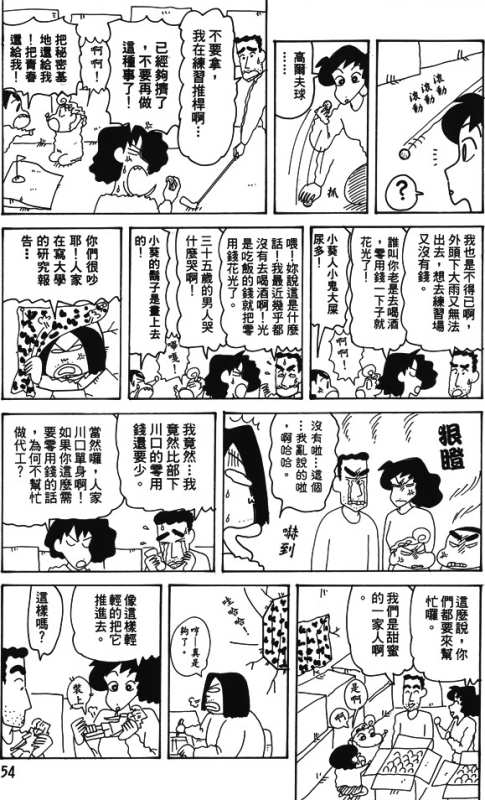 滾動
滾動
？
高爾夫球……
抓
不要拿，
我在練習推桿啊……
已經夠擠了
，不要再做
這種事了！
啊啊！
把秘密基
地還給我
！把青春
還給我！
我也是不得已啊，
外頭下大雨又無法
出去，想去練習場
又沒有錢。
誰叫你老是去喝酒
，零用錢一下子就
花光了！
啊啊！
小葵人小鬼大屎
尿多！
喂！妳說這是什麼
話！我最近幾乎都
沒有去喝酒啊！光
是吃飯的錢就把零
用錢花光了。
三十五歲的男人哭
什麼哭啊！
小葵的鬍子是畫上去
的！
你們很吵
耶！人家
在寫大學
的研究報
告…
狠瞪
沒有啦…這個
…我亂說的啦
，啊哈哈。
嚇到
我竟然…我
竟然比部下
川口的零用
錢還要少。
當然囉，人家
川口單身啊！
如果你這麼需
要零用錢的話
，為何不幫忙
做代工？
這麼說，你
們都要來幫
忙囉。
我們是甜蜜
的一家人啊
是啊！
啊！
哇哈哈！
哼！真是
夠了。
像這樣輕
輕的把它
推進去。
裝上
這樣嗎？
54